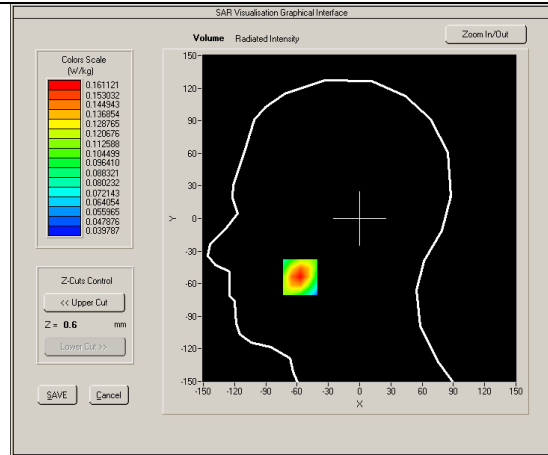 SAR Visualisation Graphical Interface
Volume Radiated Intensity
Zoom In/Out
Colors Scale
(W/kg)
0.161121
0.153032
0.144943
0.136854
0.128765
0.120676
0.112588
0.104499
0.096410
0.088321
0.080232
0.072143
0.064054
0.055965
0.047876
0.039787
Z-Cuts Control
<< Upper Cut
Z = 0.6 mm
Lower Cut >>
SAVE Cancel
150
120
90
60
30
0
-30
-60
-90
-120
-150
Y
-150 -120 -90 -60 -30 0 30 60 90 120 150
X